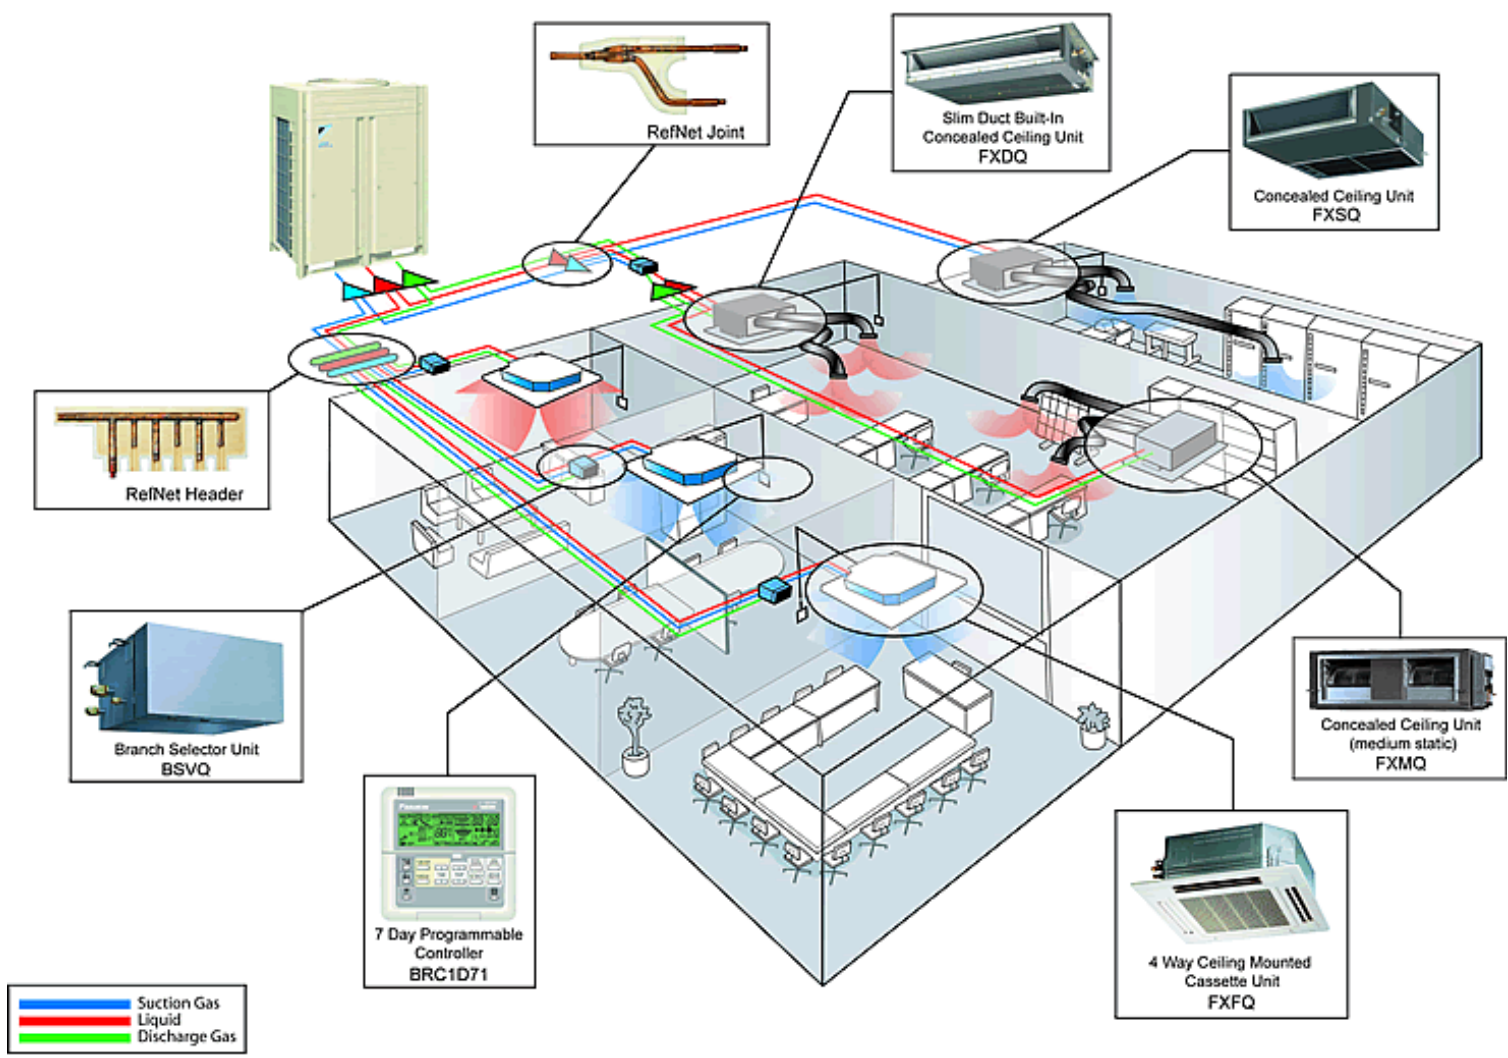 RefNet Joint
Slim Duct Built-In
Concealed Ceiling Unit
FXDQ
Concealed Ceiling Unit
FXSQ
RefNet Header
Branch Selector Unit
BSVQ
7 Day Programmable
Controller
BRC1D71
Concealed Ceiling Unit
(medium static)
FXMQ
4 Way Ceiling Mounted
Cassette Unit
FXFQ
Suction Gas
Liquid
Discharge Gas